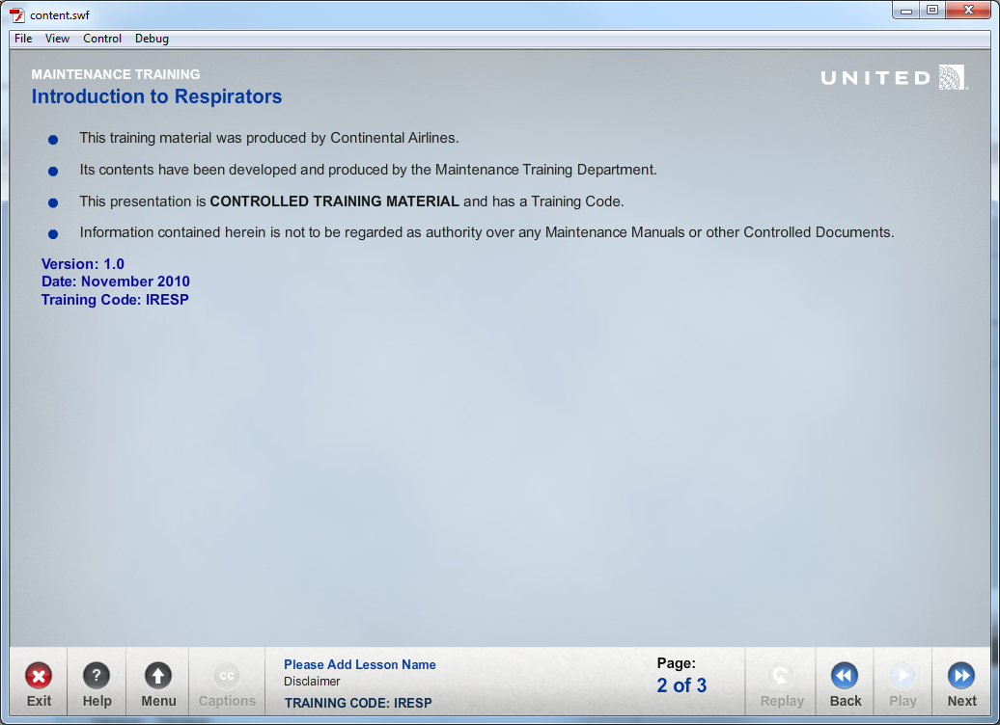 content.swf
File View Control Debug
MAINTENANCE TRAINING
UNITED
Introduction to Respirators
This training material was produced by Continental Airlines.
Its contents have been developed and produced by the Maintenance Training Department.
This presentation is CONTROLLED TRAINING MATERIAL and has a Training Code.
Information contained herein is not to be regarded as authority over any Maintenance Manuals or other Controlled Documents.
Version: 1.0
Date: November 2010
Training Code: IRESP
Please Add Lesson Name
Disclaimer
TRAINING CODE: IRESP
Page:
2 of 3
?
cc
Exit Help Menu Captions Replay Back Play Next